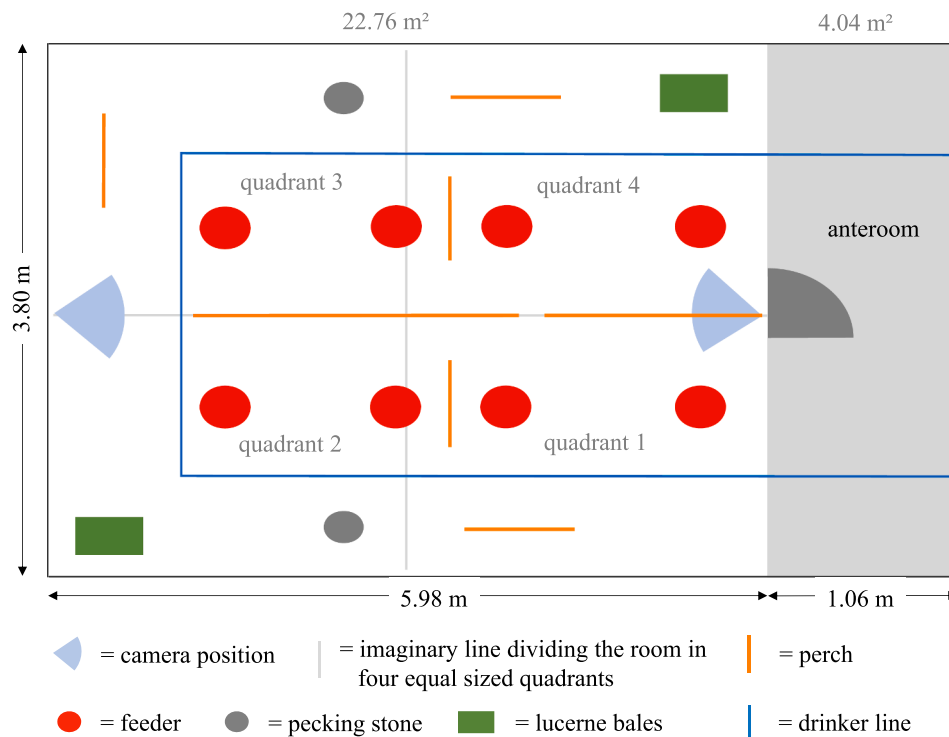 22.76 m²
4.04 m²
quadrant 3
quadrant 4
anteroom
3.80 m
quadrant 2
quadrant 1
5.98 m
1.06 m
= camera position
= imaginary line dividing the room in
four equal sized quadrants
= perch
= feeder
= pecking stone
= lucerne bales
= drinker line